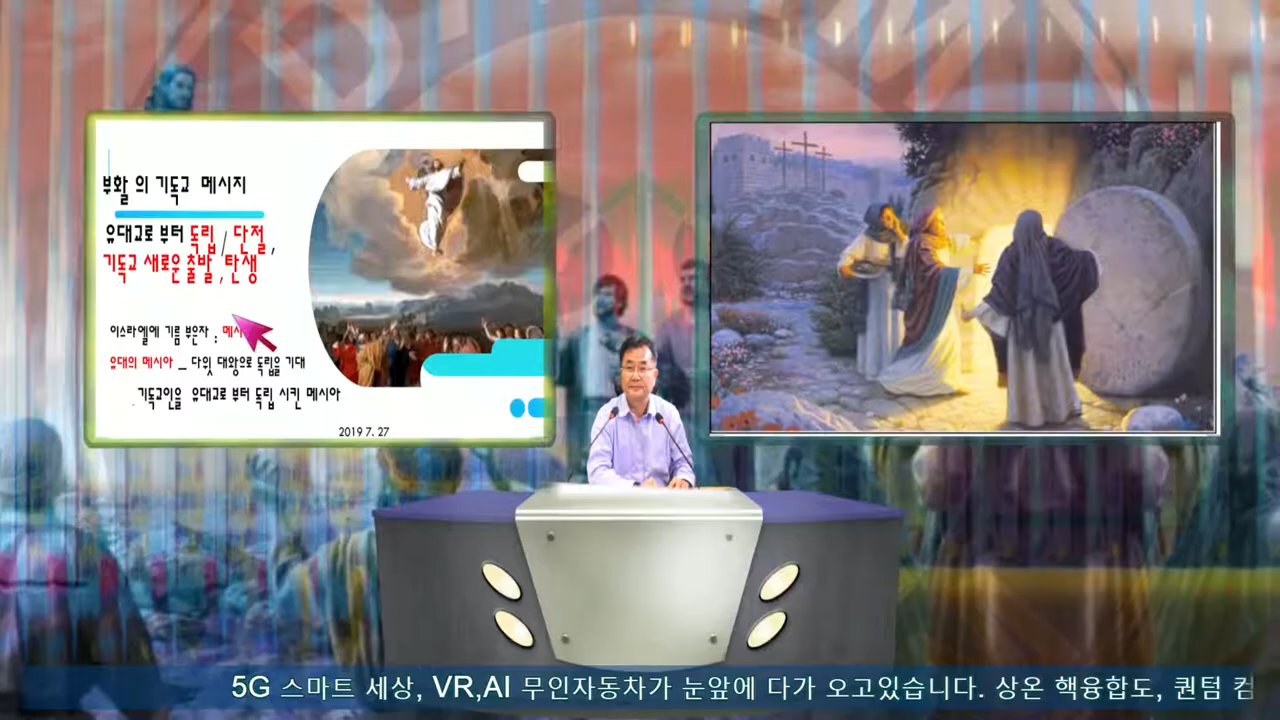 부활 의 기독교 메시지
유대교로 부터 독립 / 단절 ,
기독교 새로운 출발 , 탄생
이스라엘에 기름 부은자 : 메시
유대의 메시아 – 다윗 대왕으로 독립을 기대
기독교인을 유대교로 부터 독립 시킨 메시아
2019 7. 27
5G 스마트 세상, VR,AI 무인자동차가 눈앞에 다가 오고있습니다. 상온 핵융합도, 퀀텀 컴